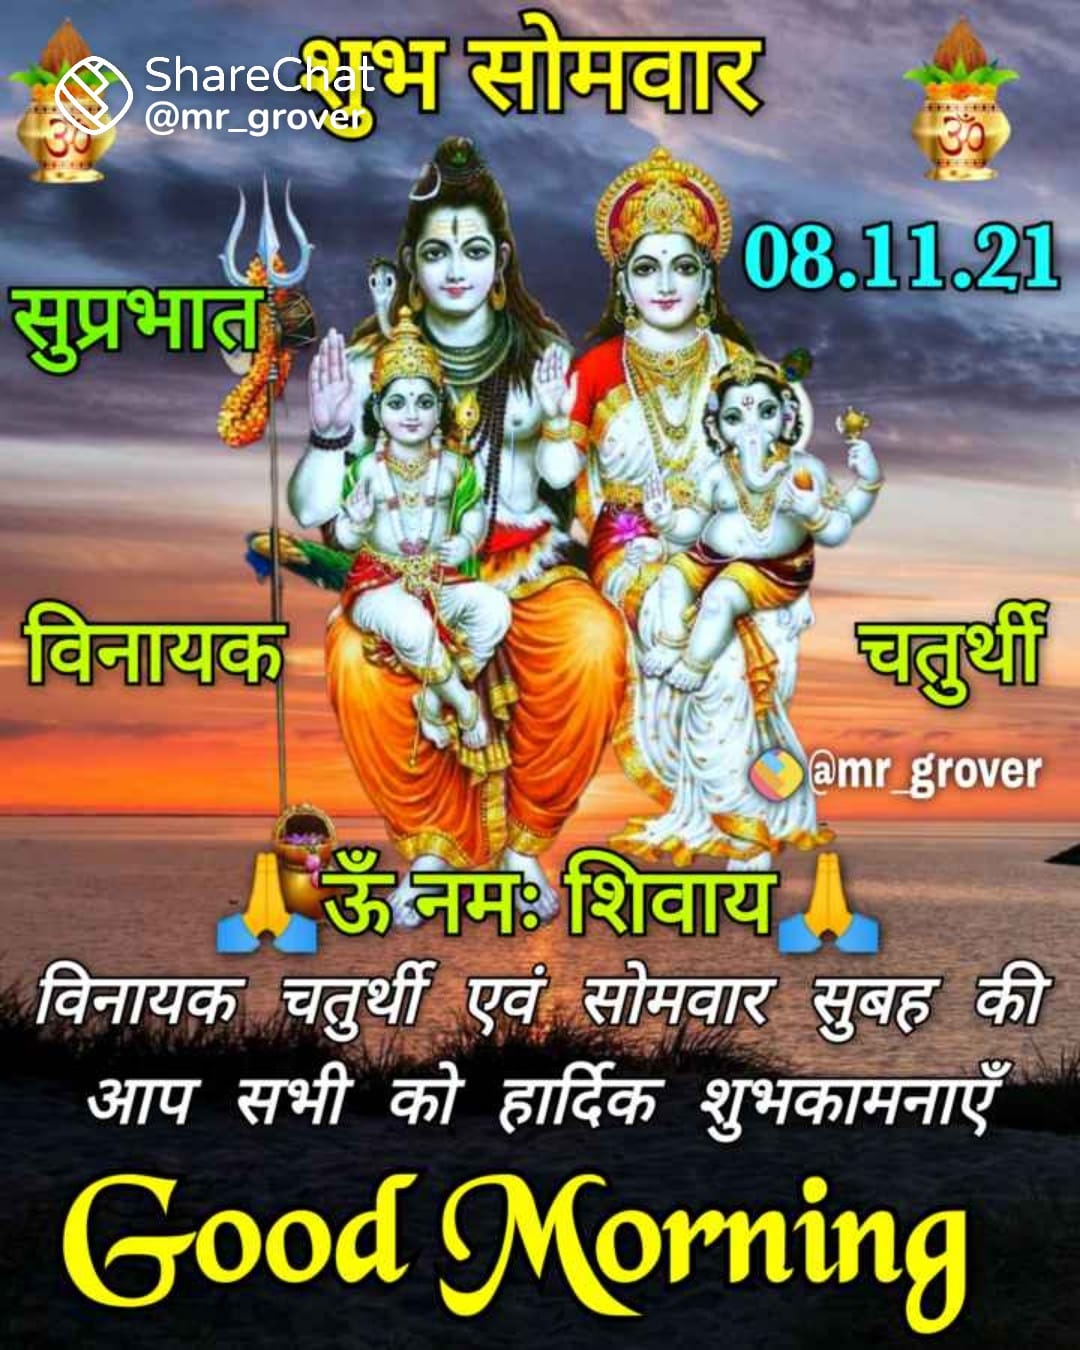 ShareChat
@mr_grover
शुभ सोमवार
ॐ
ॐ
08.11.21
सुप्रभात
विनायक
चतुर्थी
@mr_grover
🙏ऊँ नमः शिवाय🙏
विनायक चतुर्थी एवं सोमवार सुबह की
आप सभी को हार्दिक शुभकामनाएँ
Good Morning